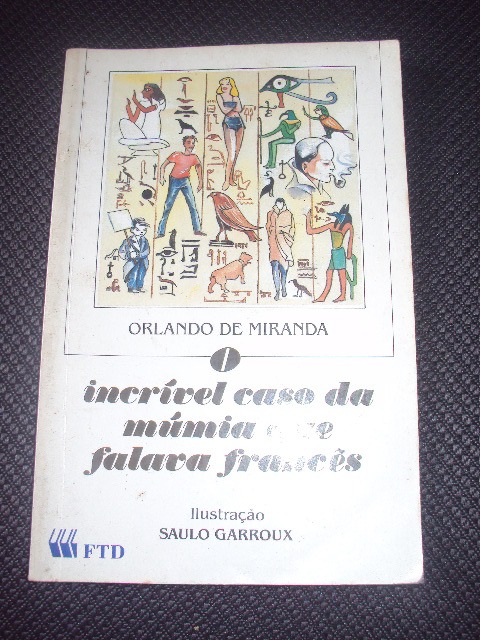 ORLANDO DE MIRANDA
O
incrível caso da
múmia que
falava francês
Ilustração
SAULO GARROUX
FTD